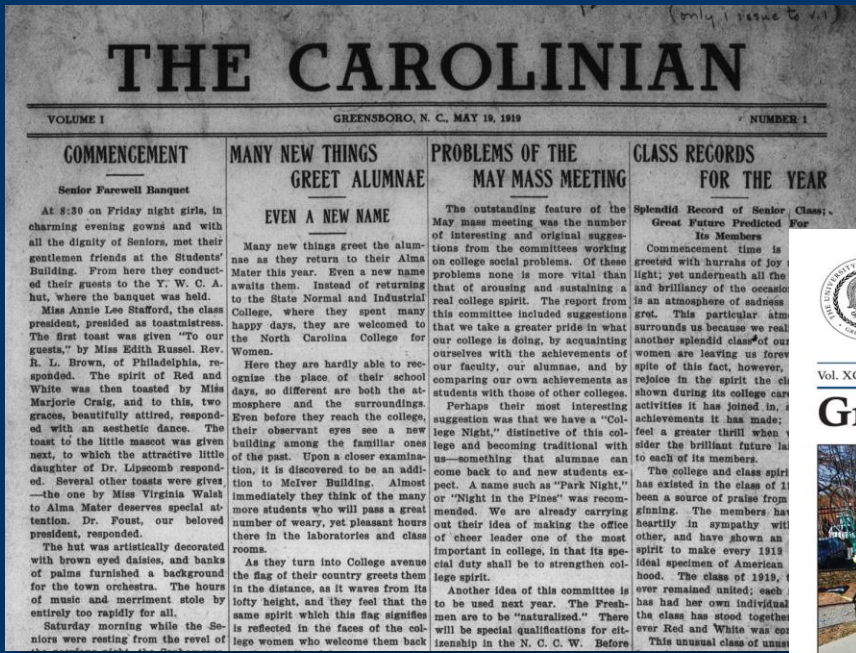 (only 1 issue to v.1)
THE CAROLINIAN
VOLUME I
GREENSBORO, N. C., MAY 19, 1919
NUMBER 1
COMMENCEMENT
Senior Farewell Banquet
At 8:30 on Friday night girls, in
charming evening gowns and with
all the dignity of Seniors, met their
gentlemen friends at the Students'
Building. From here they conduct-
ed their guests to the Y. W. C. A.
hut, where the banquet was held.
Miss Annie Lee Stafford, the class
president, presided as toastmistress.
The first toast was given "To our
guests," by Miss Edith Russel. Rev.
R. L. Brown, of Philadelphia, re-
sponded. The spirit of Red and
White was then toasted by Miss
Marjorie Craig, and to this, two
graces, beautifully attired, respond-
ed with an aesthetic dance. The
toast to the little mascot was given
next, to which the attractive little
daughter of Dr. Lipscomb respond-
ed. Several other toasts were given
—the one by Miss Virginia Walsh
to Alma Mater deserves special at-
tention. Dr. Foust, our beloved
president, responded.
The hut was artistically decorated
with brown eyed daisies, and banks
of palms furnished a background
for the town orchestra. The hours
of music and merriment stole by
entirely too rapidly for all.
Saturday morning while the Se-
niors were resting from the revel of
MANY NEW THINGS
GREET ALUMNAE
EVEN A NEW NAME
Many new things greet the alum-
nae as they return to their Alma
Mater this year. Even a new name
awaits them. Instead of returning
to the State Normal and Industrial
College, where they spent many
happy days, they are welcomed to
the North Carolina College for
Women.
Here they are hardly able to rec-
ognize the place of their school
days, so different are both the at-
mosphere and the surroundings.
Even before they reach the college,
their observant eyes see a new
building among the familiar ones
of the past. Upon a closer examina-
tion, it is discovered to be an addi-
tion to McIver Building. Almost
immediately they think of the many
more students who will pass a great
number of weary, yet pleasant hours
there in the laboratories and class
rooms.
As they turn into College avenue
the flag of their country greets them
in the distance, as it waves from its
lofty height, and they feel that the
same spirit which this flag signifies
is reflected in the faces of the col-
lege women who welcome them back
PROBLEMS OF THE
MAY MASS MEETING
The outstanding feature of the
May mass meeting was the number
of interesting and original sugges-
tions from the committees working
on college social problems. Of these
problems none is more vital than
that of arousing and sustaining a
real college spirit. The report from
this committee included suggestions
that we take a greater pride in what
our college is doing, by acquainting
ourselves with the achievements of
our faculty, our alumnae, and by
comparing our own achievements as
students with those of other colleges.
Perhaps their most interesting
suggestion was that we have a "Col-
lege Night," distinctive of this col-
lege and becoming traditional with
us—something that alumnae can
come back to and new students ex-
pect. A name such as "Park Night,"
or "Night in the Pines" was recom-
mended. We are already carrying
out their idea of making the office
of cheer leader one of the most
important in college, in that its spe-
cial duty shall be to strengthen col-
lege spirit.
Another idea of this committee is
to be used next year. The Fresh-
men are to be "naturalized." There
will be special qualifications for cit-
izenship in the N. C. C. W. Before
CLASS RECORDS
FOR THE YEAR
Splendid Record of Senior Class;
Great Future Predicted For
Its Members
Commencement time is
greeted with hurrahs of joy
light; yet underneath all the
and brilliancy of the occasio
is an atmosphere of sadness
gret. This particular atm
surrounds us because we real
another splendid class of our
women are leaving us forev
spite of this fact, however,
rejoice in the spirit the cl
shown during its college care
activities it has joined in,
achievements it has made;
feel a greater thrill when
sider the brilliant future la
to each of its members.
The college and class spiri
has existed in the class of 1
been a source of praise from
ginning. The members hav
heartily in sympathy wit
other, and have shown an
spirit to make every 1919
ideal specimen of American
hood. The class of 1919,
ever remained united; each
has had her own individual
the class has stood together
ever Red and White was con
This unusual class of unus
THE UNIVERSITY
Vol. XC
G